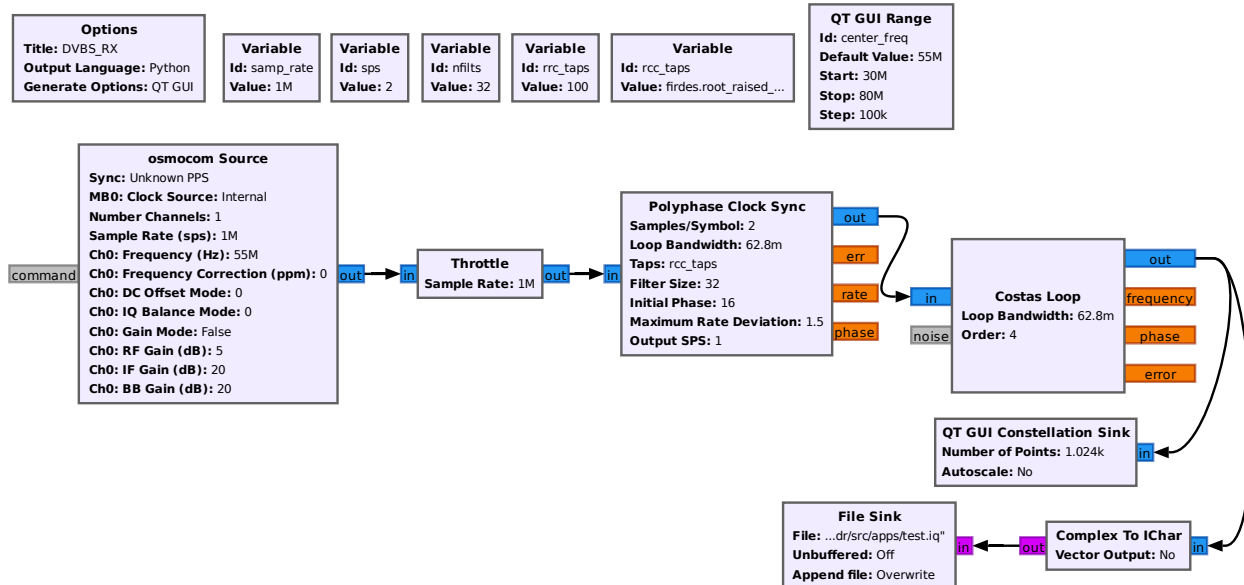 Options
Title: DVBS_RX
Output Language: Python
Generate Options: QT GUI
Variable
Id: samp_rate
Value: 1M
Variable
Id: sps
Value: 2
Variable
Id: nfilts
Value: 32
Variable
Id: rrc_taps
Value: 100
Variable
Id: rcc_taps
Value: firdes.root_raised_...
QT GUI Range
Id: center_freq
Default Value: 55M
Start: 30M
Stop: 80M
Step: 100k
osmocom Source
Sync: Unknown PPS
MB0: Clock Source: Internal
Number Channels: 1
Sample Rate (sps): 1M
Ch0: Frequency (Hz): 55M
Ch0: Frequency Correction (ppm): 0
Ch0: DC Offset Mode: 0
Ch0: IQ Balance Mode: 0
Ch0: Gain Mode: False
Ch0: RF Gain (dB): 5
Ch0: IF Gain (dB): 20
Ch0: BB Gain (dB): 20
command
out
in
Throttle
Sample Rate: 1M
out
in
Polyphase Clock Sync
Samples/Symbol: 2
Loop Bandwidth: 62.8m
Taps: rcc_taps
Filter Size: 32
Initial Phase: 16
Maximum Rate Deviation: 1.5
Output SPS: 1
out
err
rate
phase
in
noise
Costas Loop
Loop Bandwidth: 62.8m
Order: 4
out
frequency
phase
error
QT GUI Constellation Sink
Number of Points: 1.024k
Autoscale: No
in
File Sink
File: ...dr/src/apps/test.iq"
Unbuffered: Off
Append file: Overwrite
in
out
Complex To IChar
Vector Output: No
in